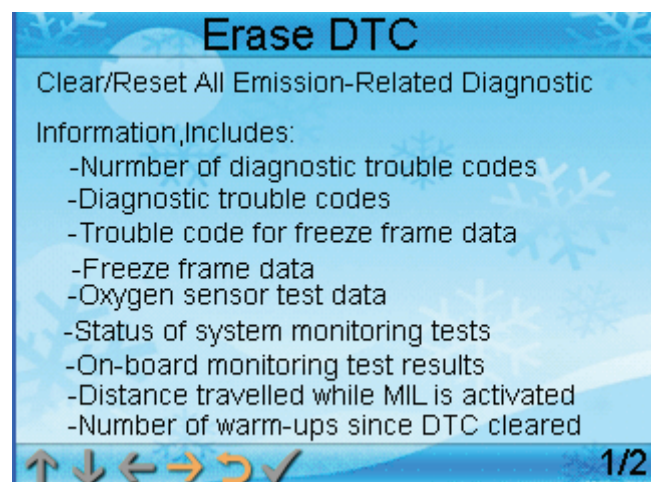 Erase DTC
Clear/Reset All Emission-Related Diagnostic
Information,Includes:
-Nurmber of diagnostic trouble codes
-Diagnostic trouble codes
-Trouble code for freeze frame data
-Freeze frame data
-Oxygen sensor test data
-Status of system monitoring tests
-On-board monitoring test results
-Distance travelled while MIL is activated
-Number of warm-ups since DTC cleared
1/2